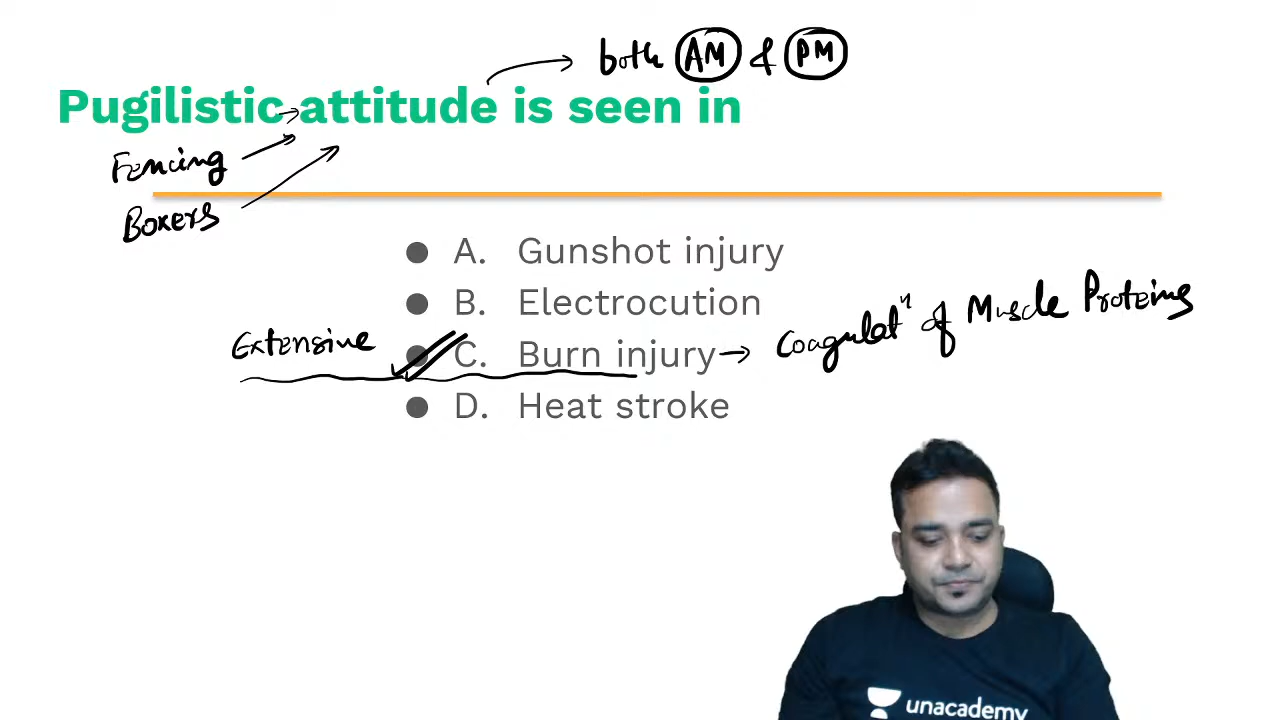 both AM & PM
Pugilistic attitude is seen in
Fencing
Boxers
A. Gunshot injury
B. Electrocution
Extensive
C. Burn injury → Coagulatⁿ of Muscle Proteins
D. Heat stroke
unacademy